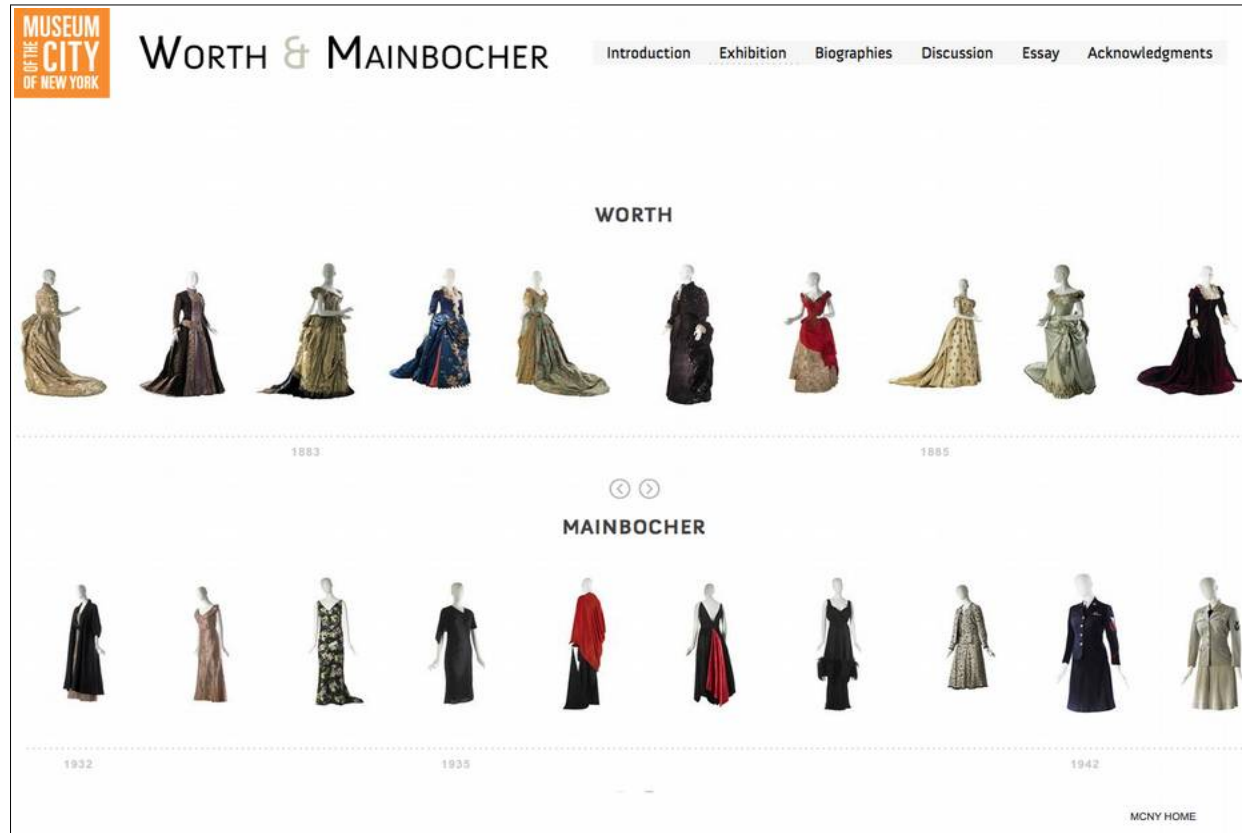 MUSEUM
OF THE CITY
OF NEW YORK
WORTH & MAINBOCHER
Introduction Exhibition Biographies Discussion Essay Acknowledgments
WORTH
1883 1885
MAINBOCHER
1932 1935 1942
MCNY HOME